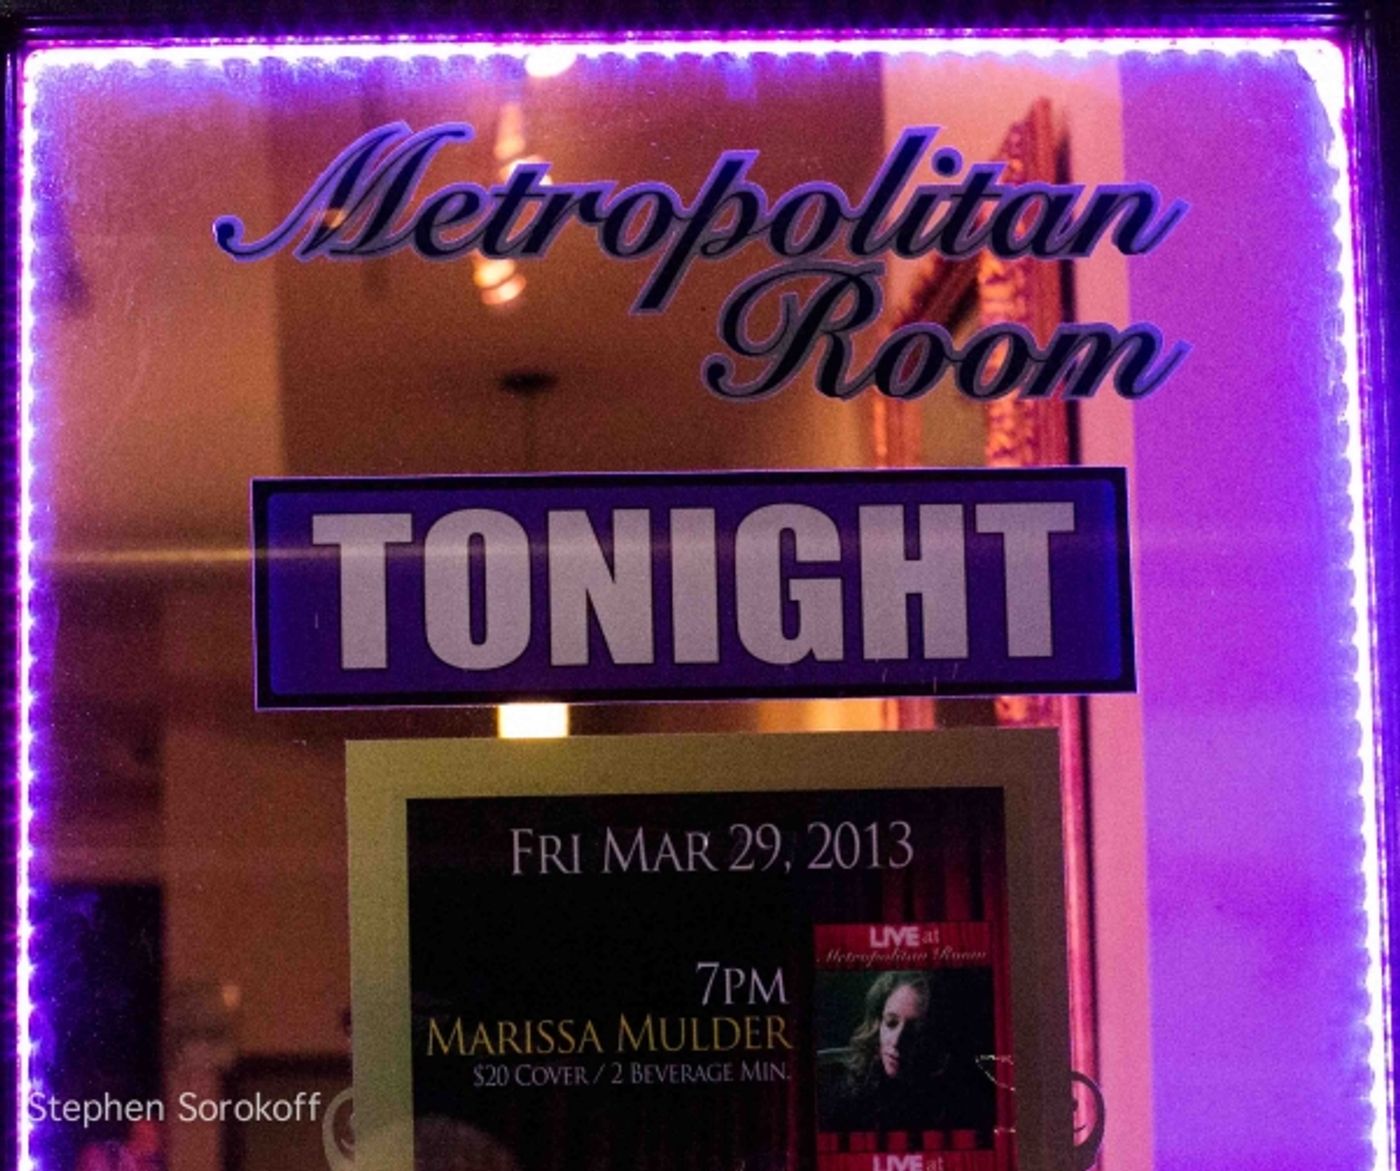 Metropolitan
Room
TONIGHT
FRI MAR 29, 2013
LIVE at
Metropolitan Room
7PM
MARISSA MULDER
$20 COVER / 2 BEVERAGE MIN.
Stephen Sorokoff
LIVE at